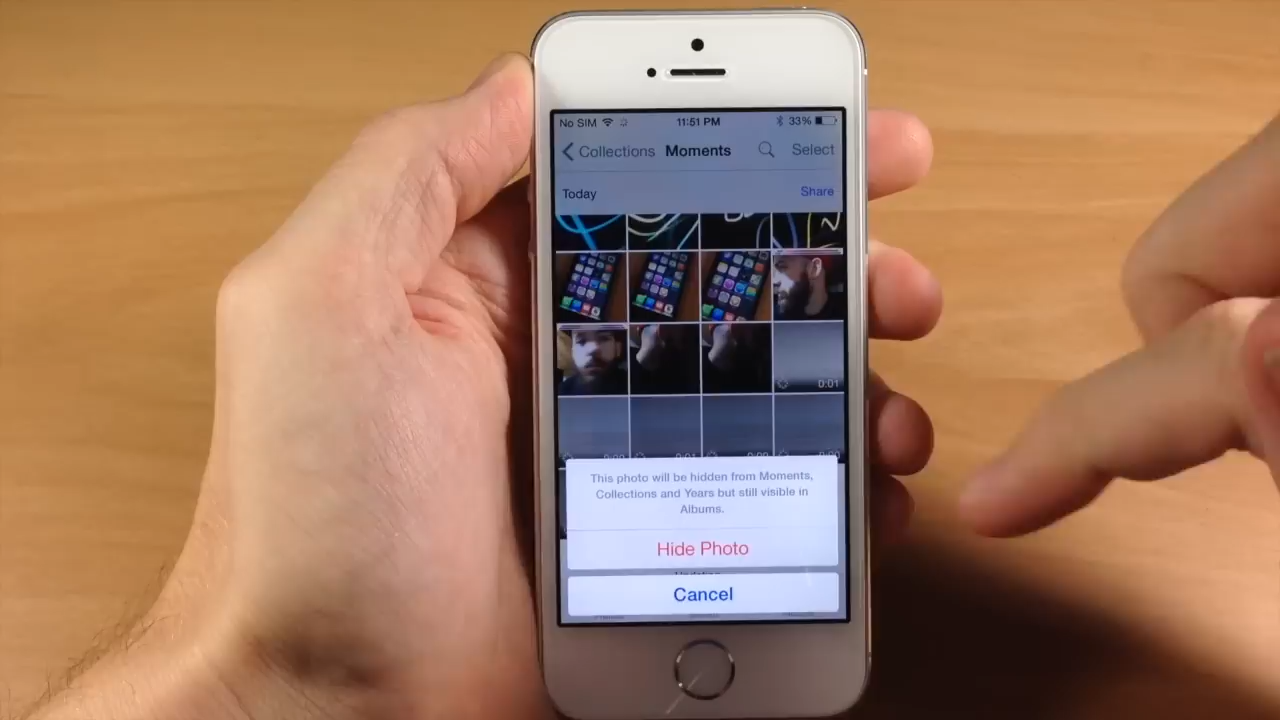 No SIM 11:51 PM 33%
Collections Moments Select
Today Share
0:01
This photo will be hidden from Moments,
Collections and Years but still visible in
Albums.
Hide Photo
Cancel